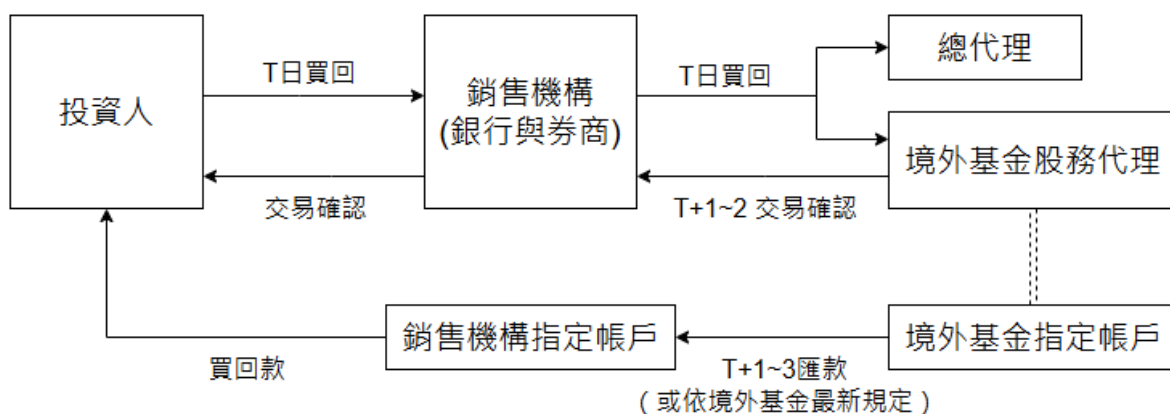 投資人
T日買回
銷售機構
(銀行與券商)
T日買回
總代理
境外基金股務代理
交易確認
T+1~2 交易確認
銷售機構指定帳戶
境外基金指定帳戶
買回款
T+1~3匯款
（或依境外基金最新規定）